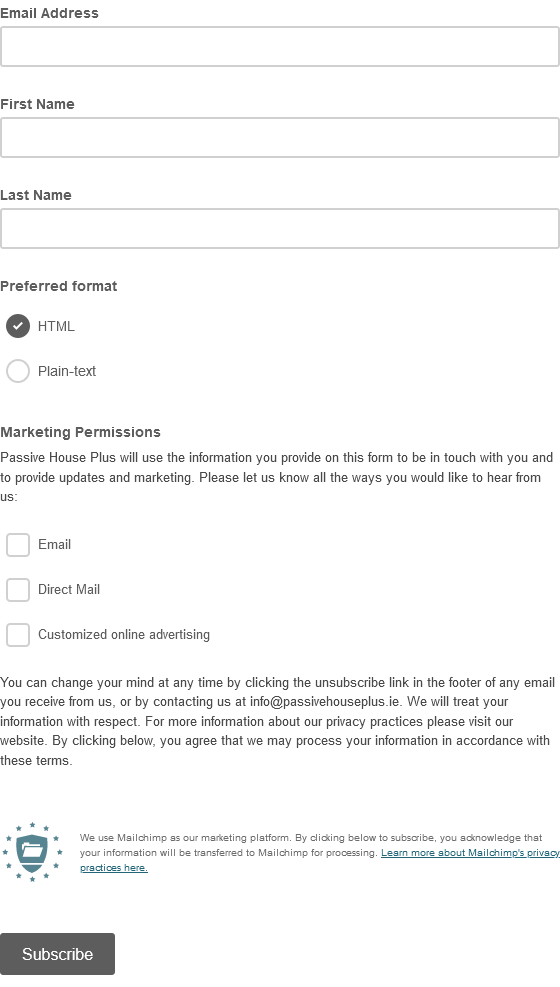 Email Address
First Name
Last Name
Preferred format
HTML
Plain-text
Marketing Permissions
Passive House Plus will use the information you provide on this form to be in touch with you and
to provide updates and marketing. Please let us know all the ways you would like to hear from
us:
Email
Direct Mail
Customized online advertising
You can change your mind at any time by clicking the unsubscribe link in the footer of any email
you receive from us, or by contacting us at info@passivehouseplus.ie. We will treat your
information with respect. For more information about our privacy practices please visit our
website. By clicking below, you agree that we may process your information in accordance with
these terms.
We use Mailchimp as our marketing platform. By clicking below to subscribe, you acknowledge that
your information will be transferred to Mailchimp for processing. Learn more about Mailchimp's privacy
practices here.
Subscribe